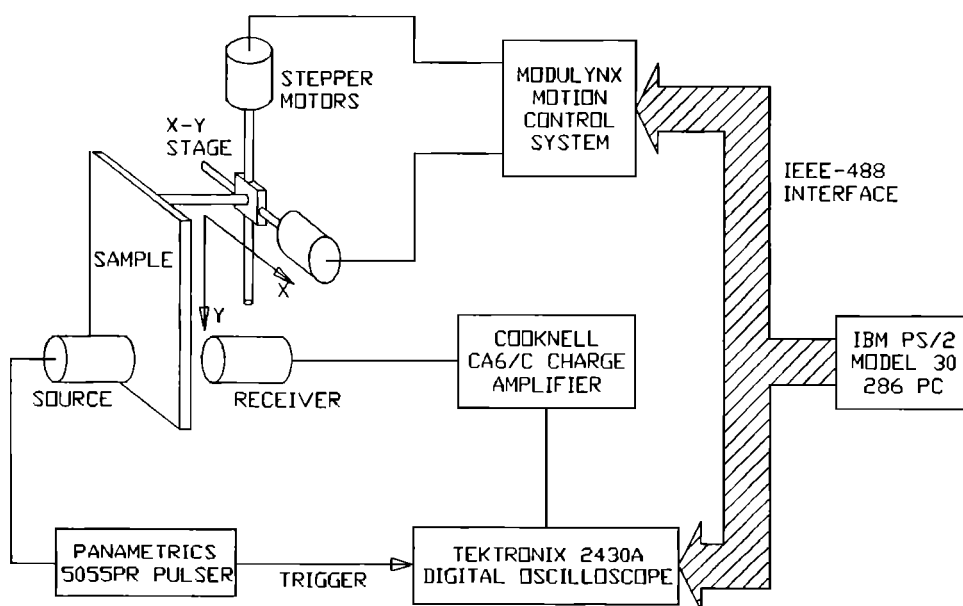 STEPPER
MOTORS
MODULYNX
MOTION
CONTROL
SYSTEM
X-Y
STAGE
IEEE-488
INTERFACE
SAMPLE
X
Y
COOKNELL
CA6/C CHARGE
AMPLIFIER
IBM PS/2
MODEL 30
286 PC
SOURCE
RECEIVER
PANAMETRICS
5055PR PULSER
TRIGGER
TEKTRONIX 2430A
DIGITAL OSCILLOSCOPE